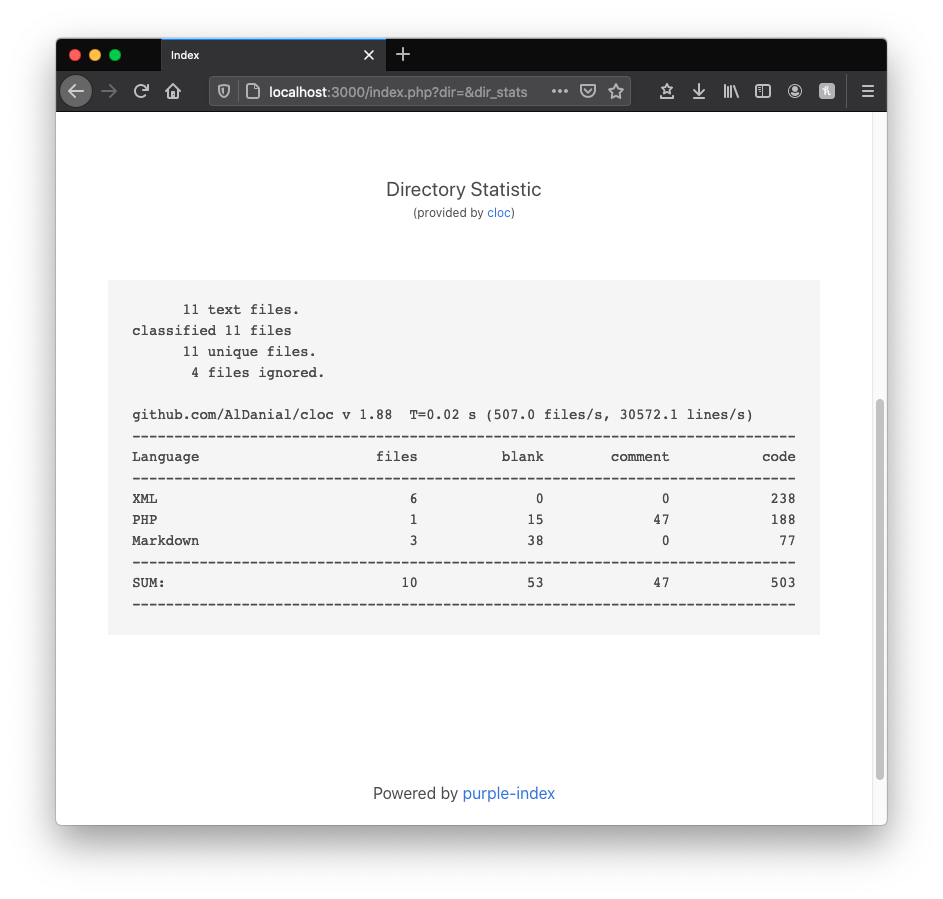 Index
localhost:3000/index.php?dir=&dir_stats
Directory Statistic
(provided by cloc)
      11 text files.
classified 11 files
      11 unique files.
       4 files ignored.
github.com/AlDanial/cloc v 1.88  T=0.02 s (507.0 files/s, 30572.1 lines/s)
-------------------------------------------------------------------------------
Language                     files          blank        comment           code
-------------------------------------------------------------------------------
XML                              6              0              0            238
PHP                              1             15             47            188
Markdown                         3             38              0             77
-------------------------------------------------------------------------------
SUM:                            10             53             47            503
-------------------------------------------------------------------------------
Powered by purple-index